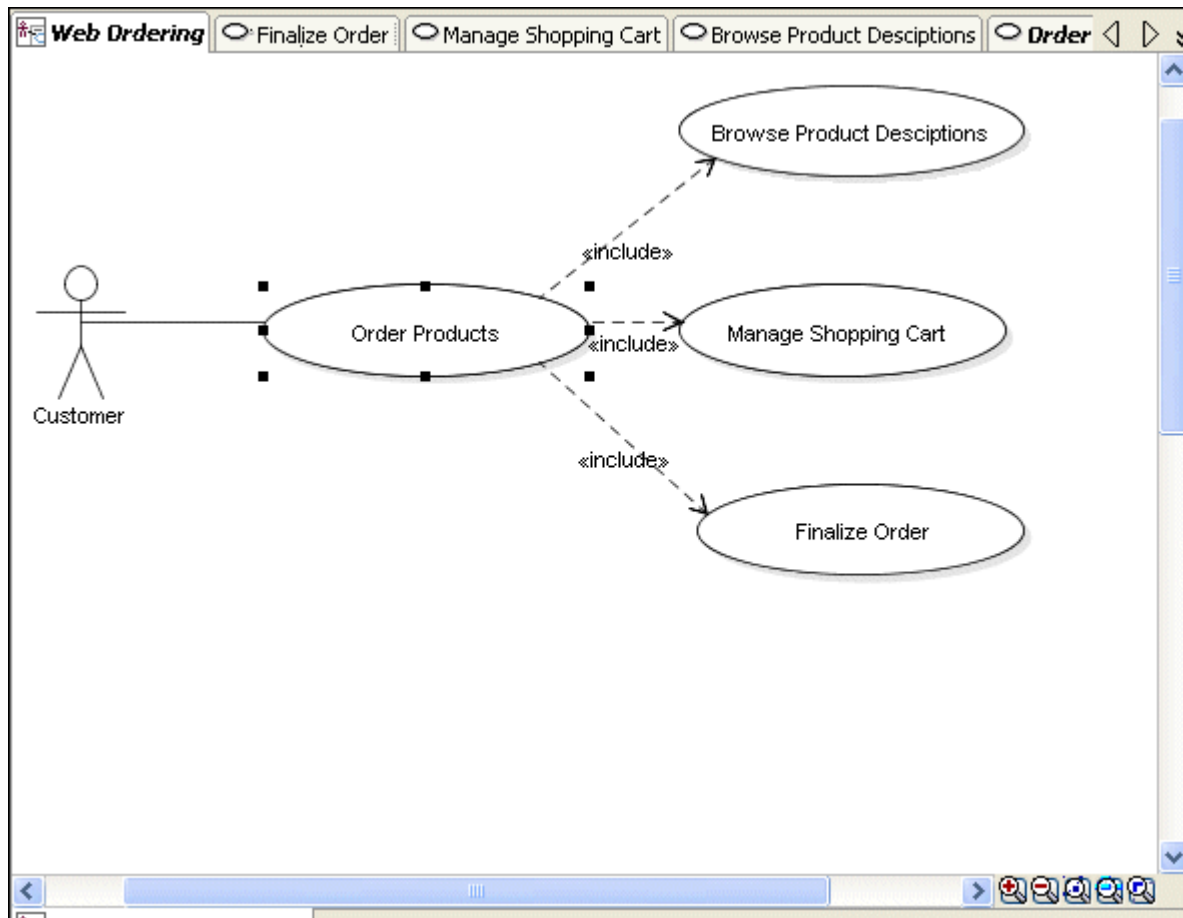 Web Ordering Finalize Order Manage Shopping Cart Browse Product Desciptions Order
Browse Product Desciptions
«include»
Order Products
Manage Shopping Cart
«include»
Customer
«include»
Finalize Order